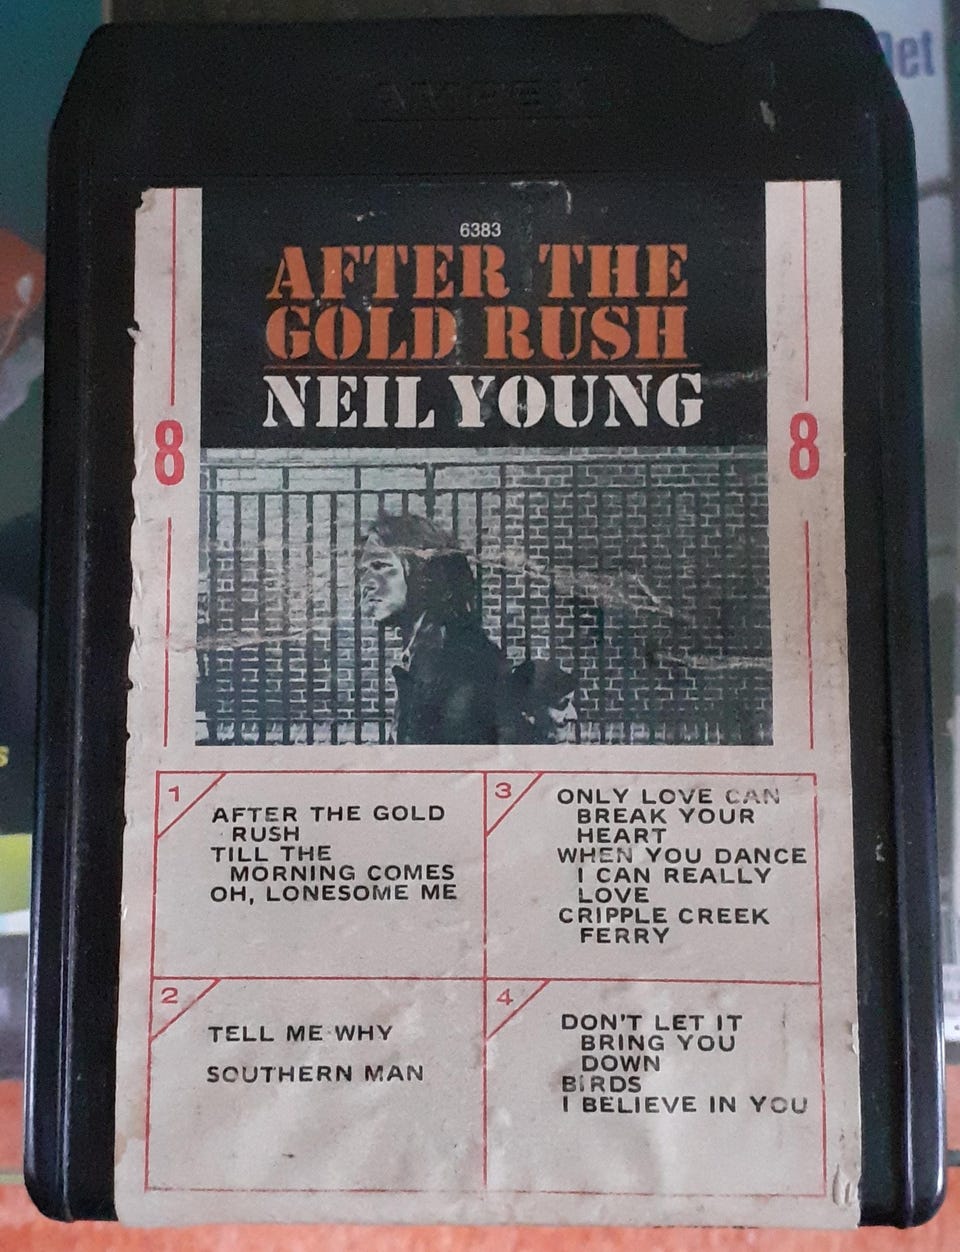 AMPEX
6383
AFTER THE
GOLD RUSH
NEIL YOUNG
8
8
1
AFTER THE GOLD
RUSH
TILL THE
MORNING COMES
OH, LONESOME ME
3
ONLY LOVE CAN
BREAK YOUR
HEART
WHEN YOU DANCE
I CAN REALLY
LOVE
CRIPPLE CREEK
FERRY
2
TELL ME WHY
SOUTHERN MAN
4
DON'T LET IT
BRING YOU
DOWN
BIRDS
I BELIEVE IN YOU